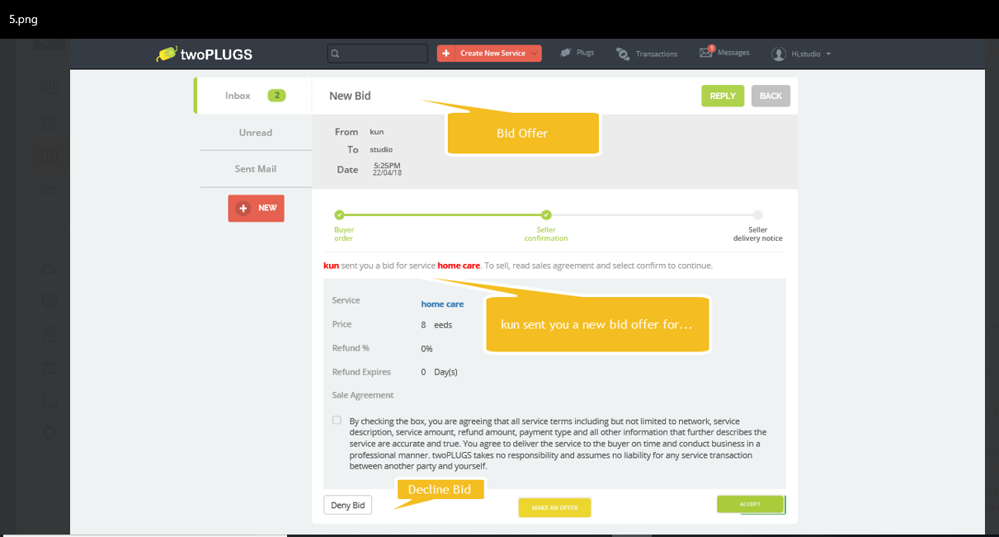 5.png
twoPLUGS
Create New Service
Plugs
Transactions
1
Messages
Hi,studio
Inbox 2
New Bid
REPLY
BACK
Unread
Sent Mail
NEW
Bid Offer
From kun
To studio
Date 5:25PM
22/04/18
Buyer
order
Seller
confirmation
Seller
delivery notice
kun sent you a bid for service home care. To sell, read sales agreement and select confirm to continue.
kun sent you a new bid offer for...
Service home care
Price 8 eeds
Refund % 0%
Refund Expires 0 Day(s)
Sale Agreement
By checking the box, you are agreeing that all service terms including but not limited to network, service
description, service amount, refund amount, payment type and all other information that further describes the
service are accurate and true. You agree to deliver the service to the buyer on time and conduct business in a
professional manner. twoPLUGS takes no responsibility and assumes no liability for any service transaction
between another party and yourself.
Decline Bid
Deny Bid
MAKE AN OFFER
ACCEPT